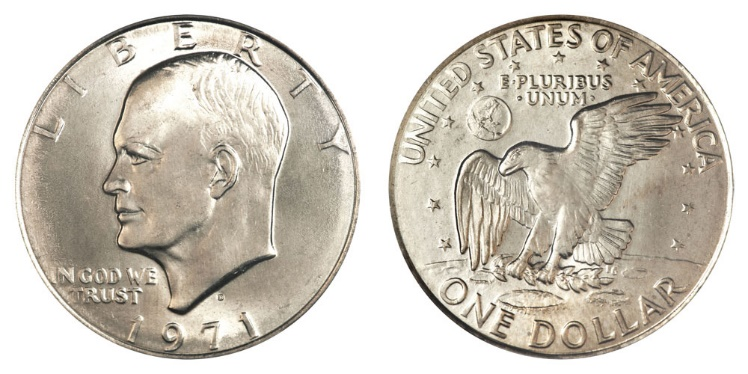 LIBERTY
IN GOD WE
TRUST
D
1971
UNITED STATES OF AMERICA
E·PLURIBUS
·UNUM·
ONE DOLLAR